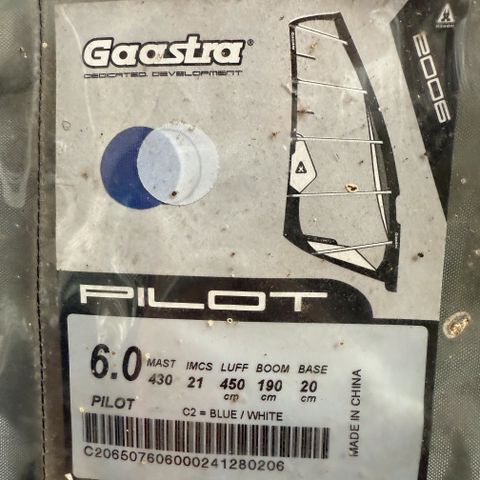 Gaastra®
DEDICATED. DEVELOPMENT
2006
PILOT
6.0 MAST IMCS LUFF BOOM BASE
430 21 450 190 20
cm cm cm
PILOT
C2 = BLUE / WHITE
MADE IN CHINA
C206507606000241280206